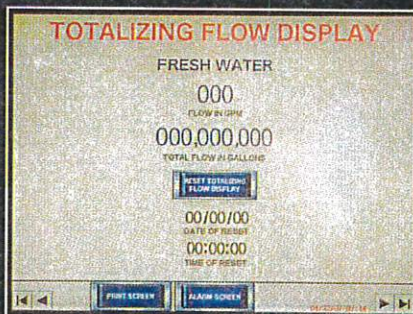 TOTALIZING FLOW DISPLAY
FRESH WATER
000
FLOW IN GPM
000,000,000
TOTAL FLOW IN GALLONS
RESET TOTALIZING
FLOW DISPLAY
00/00/00
DATE OF RESET
00:00:00
TIME OF RESET
PRINT SCREEN
ALARM SCREEN